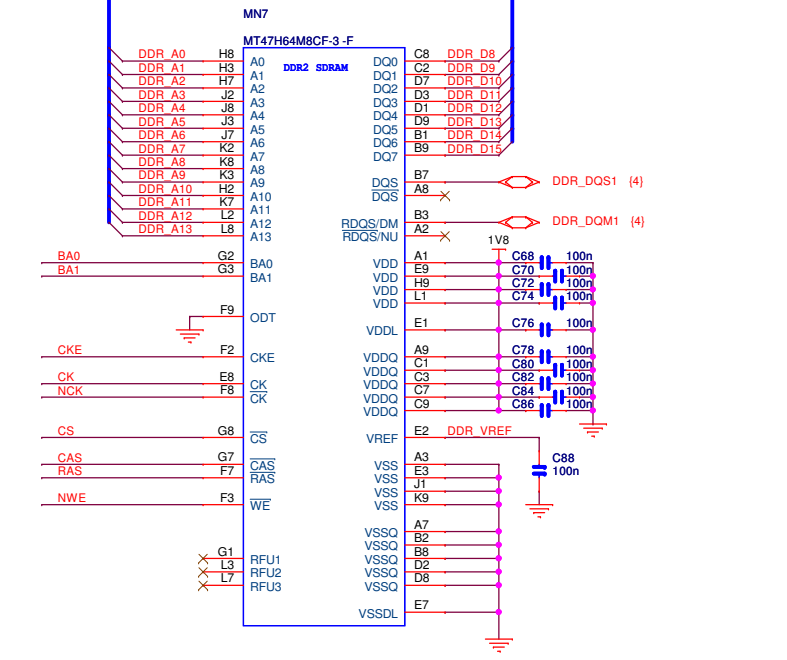 MN7
MT47H64M8CF-3 -F
DDR2 SDRAM
DDR_A0 H8 A0 DQ0 C8 DDR_D8
DDR_A1 H3 A1 DQ1 C2 DDR_D9
DDR_A2 H7 A2 DQ2 D7 DDR_D10
DDR_A3 J2 A3 DQ3 D3 DDR_D11
DDR_A4 J8 A4 DQ4 D1 DDR_D12
DDR_A5 J3 A5 DQ5 D9 DDR_D13
DDR_A6 J7 A6 DQ6 B1 DDR_D14
DDR_A7 K2 A7 DQ7 B9 DDR_D15
DDR_A8 K8 A8
DDR_A9 K3 A9 DQS B7 DDR_DQS1 {4}
DDR_A10 H2 A10 DQS A8
DDR_A11 K7 A11
DDR_A12 L2 A12 RDQS/DM B3 DDR_DQM1 {4}
DDR_A13 L8 A13 RDQS/NU A2
1V8
BA0 G2 BA0 VDD A1 C68 100n
BA1 G3 BA1 VDD E9 C70 100n
VDD H9 C72 100n
VDD L1 C74 100n
F9 ODT
VDDL E1 C76 100n
CKE F2 CKE VDDQ A9 C78 100n
VDDQ C1 C80 100n
CK E8 CK VDDQ C3 C82 100n
NCK F8 CK VDDQ C7 C84 100n
VDDQ C9 C86 100n
CS G8 CS VREF E2 DDR_VREF
CAS G7 CAS VSS A3 C88
RAS F7 RAS VSS E3 100n
VSS J1
NWE F3 WE VSS K9
VSSQ A7
VSSQ B2
G1 RFU1 VSSQ B8
L3 RFU2 VSSQ D2
L7 RFU3 VSSQ D8
VSSDL E7